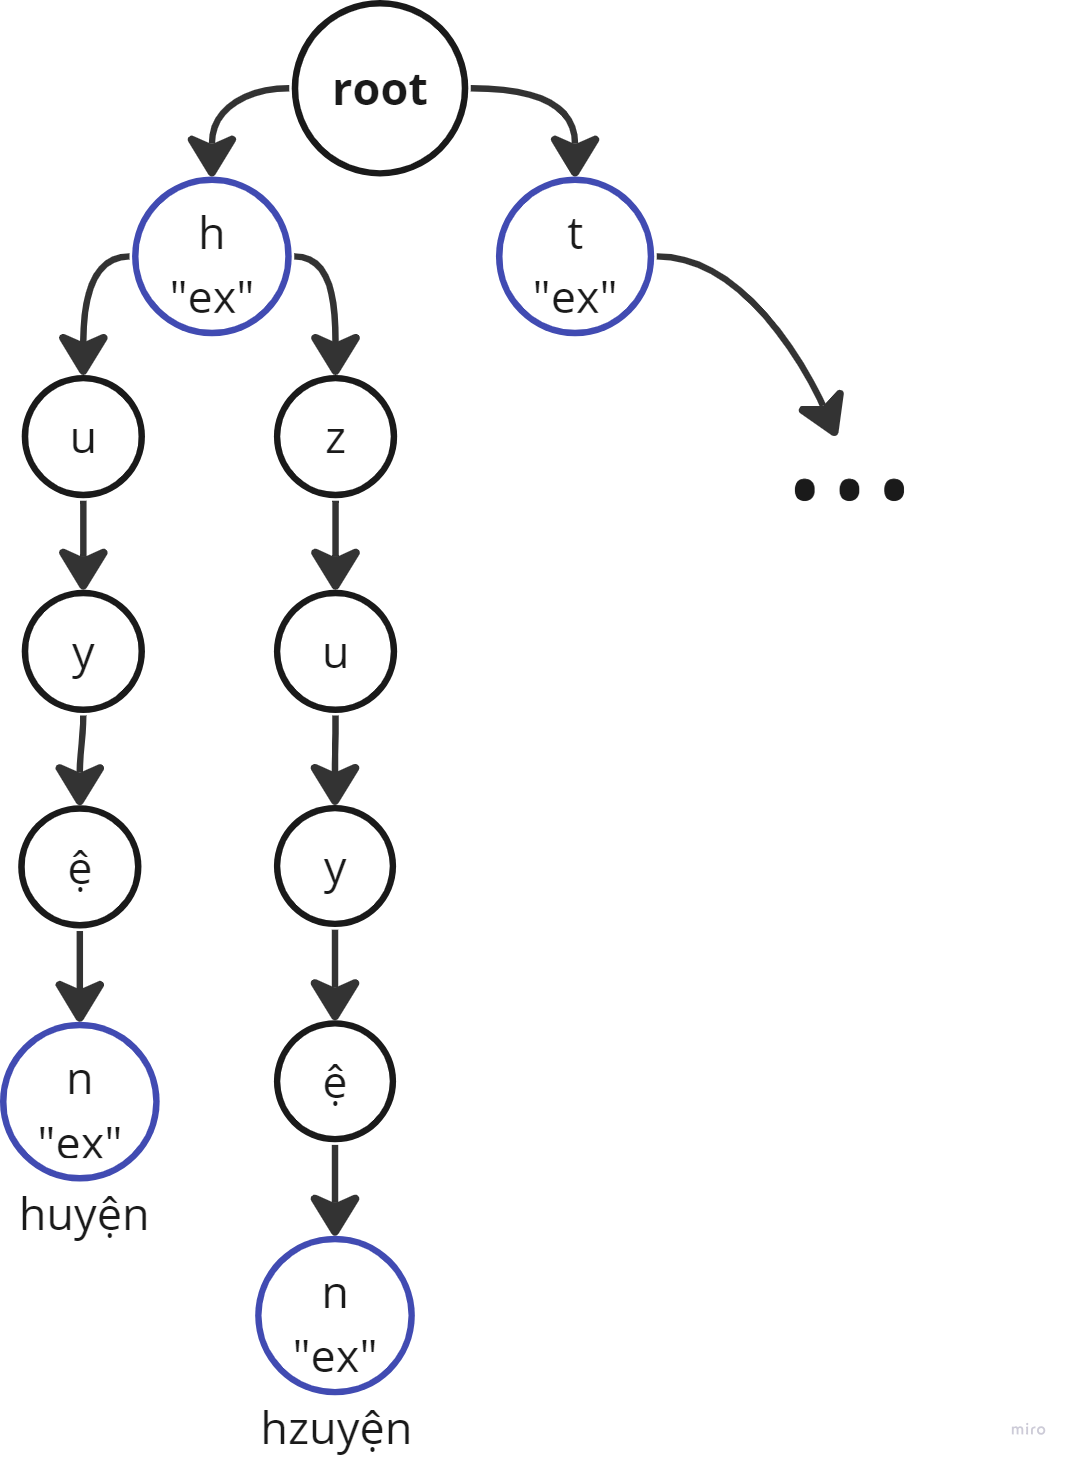 root
h
"ex"
t
"ex"
u
z
...
y
u
ệ
y
n
"ex"
huyện
ệ
n
"ex"
hzuyện
miro